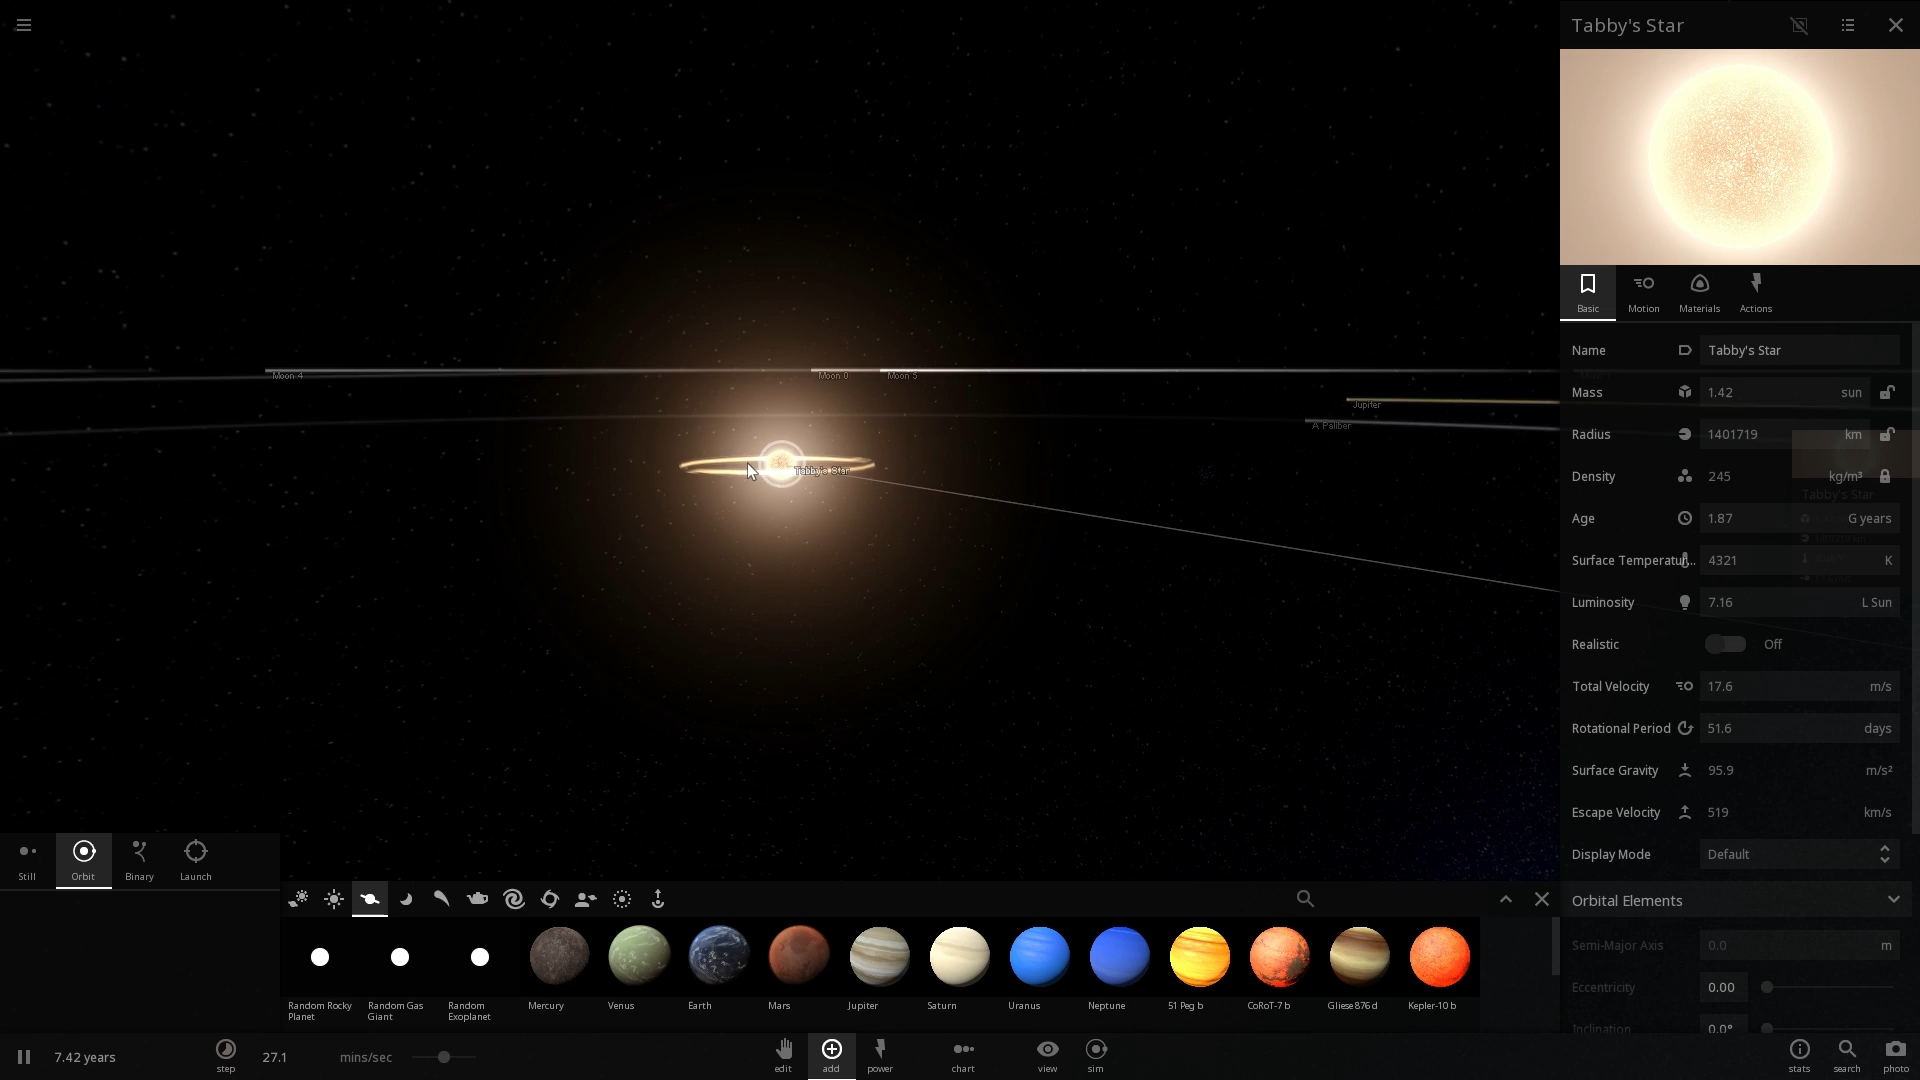 Tabby's Star
Basic
Motion
Materials
Actions
Name
Tabby's Star
Mass
1.42
sun
Radius
1401719
km
Density
245
kg/m³
Tabby's Star
Age
1.87
G years
Surface Temperatur...
4321
K
Luminosity
7.16
L Sun
Realistic
Off
Total Velocity
17.6
m/s
Rotational Period
51.6
days
Surface Gravity
95.9
m/s²
Escape Velocity
519
km/s
Display Mode
Default
Orbital Elements
Semi-Major Axis
0.0
m
Eccentricity
0.00
Inclination
0.0°
Moon 4
Moon 0
Moon 5
Jupiter
A Paliber
Tabby's Star
Still
Orbit
Binary
Launch
Random Rocky
Planet
Random Gas
Giant
Random
Exoplanet
Mercury
Venus
Earth
Mars
Jupiter
Saturn
Uranus
Neptune
51 Peg b
CoRoT-7 b
Gliese 876 d
Kepler-10 b
7.42 years
step
27.1
mins/sec
edit
add
power
chart
view
sim
stats
search
photo